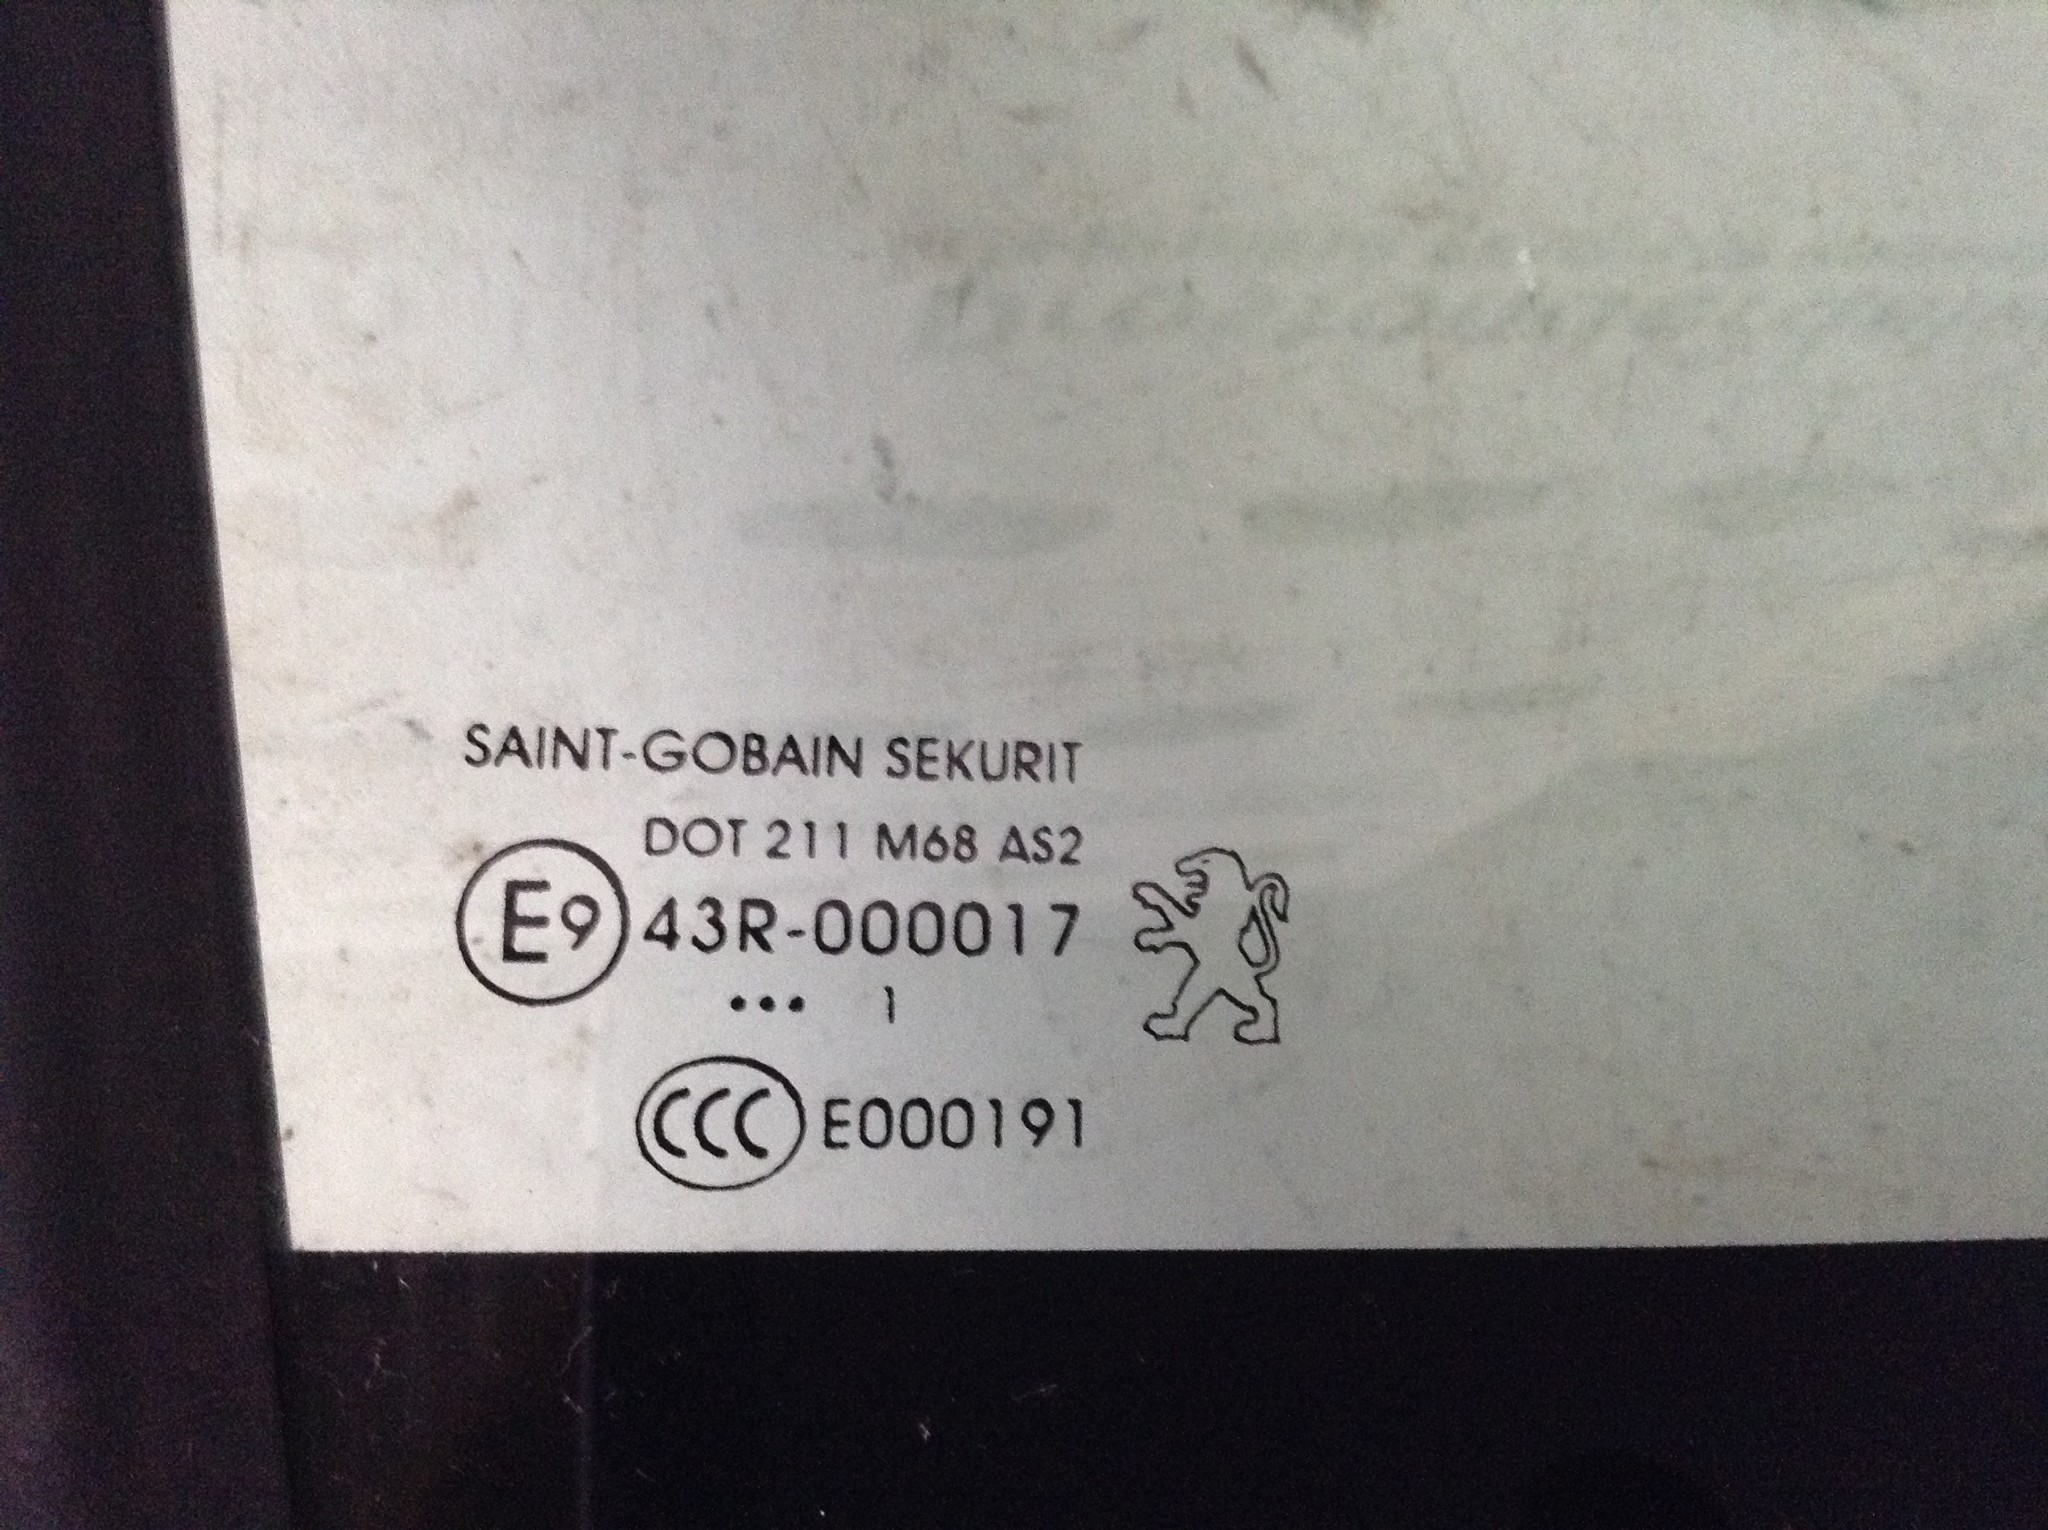 SAINT-GOBAIN SEKURIT
DOT 211 M68 AS2
E9 43R-000017
••• 1
CCC E000191